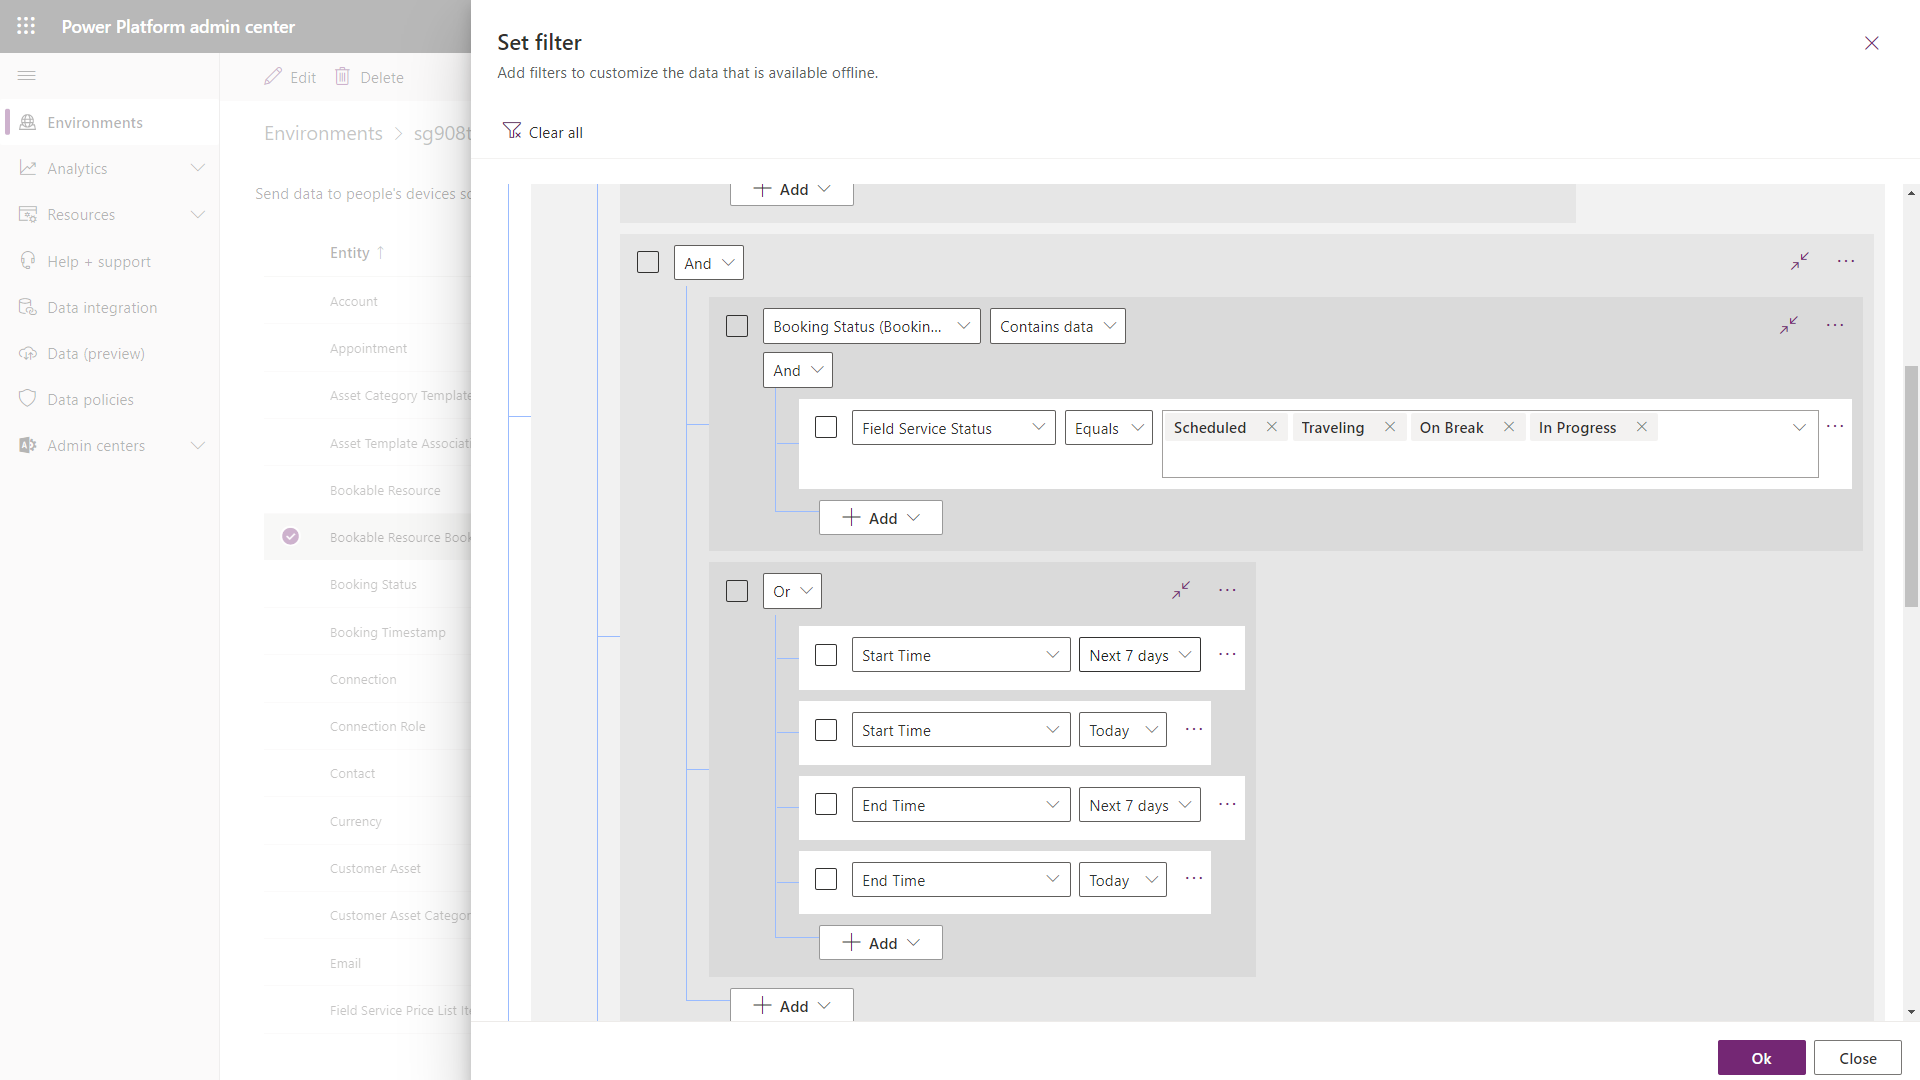 Power Platform admin center
Environments
Analytics
Resources
Help + support
Data integration
Data (preview)
Data policies
Admin centers
Edit
Delete
Environments > sg908t
Send data to people's devices so
Entity ↑
Account
Appointment
Asset Category Template
Asset Template Associati
Bookable Resource
Bookable Resource Book
Booking Status
Booking Timestamp
Connection
Connection Role
Contact
Currency
Customer Asset
Customer Asset Categor
Email
Field Service Price List Ite
Set filter
Add filters to customize the data that is available offline.
Clear all
Add
And
Booking Status (Bookin... Contains data
And
Field Service Status Equals Scheduled Traveling On Break In Progress
Add
Or
Start Time Next 7 days
Start Time Today
End Time Next 7 days
End Time Today
Add
Add
Ok Close